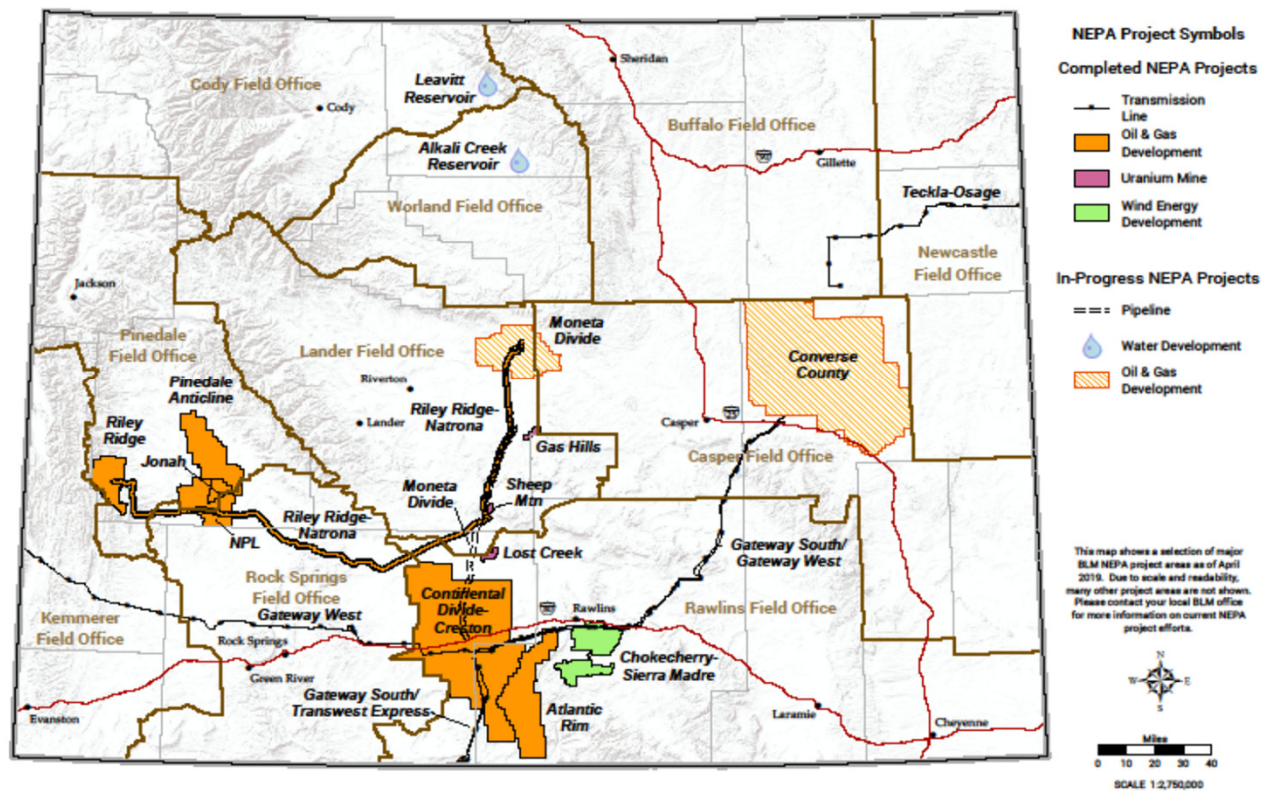 Sheridan
Cody Field Office
Leavitt
Reservoir
Cody
Buffalo Field Office
Alkali Creek
Reservoir
90
Gillette
Teckla-Osage
Worland Field Office
Newcastle
Field Office
Jackson
Pinedale
Field Office
Lander Field Office
Moneta
Divide
Converse
County
Riverton
Pinedale
Anticline
Riley Ridge-
Natrona
Lander
Casper
25
Riley
Ridge
Gas Hills
Casper Field Office
Jonah
Moneta
Divide
Sheep
Mtn
Riley Ridge-
Natrona
NPL
Lost Creek
Gateway South/
Gateway West
Rock Springs
Field Office
Continental
Divide-
Creston
Gateway West
80
Rawlins
Rawlins Field Office
Kemmerer
Field Office
Rock Springs
Green River
Chokecherry-
Sierra Madre
Gateway South/
Transwest Express
Atlantic
Rim
Evanston
Laramie
Cheyenne
NEPA Project Symbols
Completed NEPA Projects
Transmission
Line
Oil & Gas
Development
Uranium Mine
Wind Energy
Development
In-Progress NEPA Projects
Pipeline
Water Development
Oil & Gas
Development
This map shows a selection of major
BLM NEPA project areas as of April
2019. Due to scale and readability,
many other project areas are not shown.
Please contact your local BLM office
for more information on current NEPA
project efforts.
N
W
E
S
Miles
0 10 20 30 40
SCALE 1:2,750,000